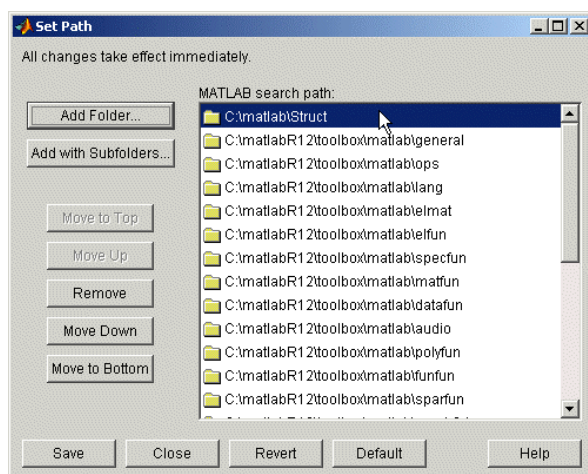 Set Path
All changes take effect immediately.
MATLAB search path:
Add Folder...
Add with Subfolders...
Move to Top
Move Up
Remove
Move Down
Move to Bottom
C:\matlab\Struct
C:\matlabR12\toolbox\matlab\general
C:\matlabR12\toolbox\matlab\ops
C:\matlabR12\toolbox\matlab\lang
C:\matlabR12\toolbox\matlab\elmat
C:\matlabR12\toolbox\matlab\elfun
C:\matlabR12\toolbox\matlab\specfun
C:\matlabR12\toolbox\matlab\matfun
C:\matlabR12\toolbox\matlab\datafun
C:\matlabR12\toolbox\matlab\audio
C:\matlabR12\toolbox\matlab\polyfun
C:\matlabR12\toolbox\matlab\funfun
C:\matlabR12\toolbox\matlab\sparfun
Save Close Revert Default Help